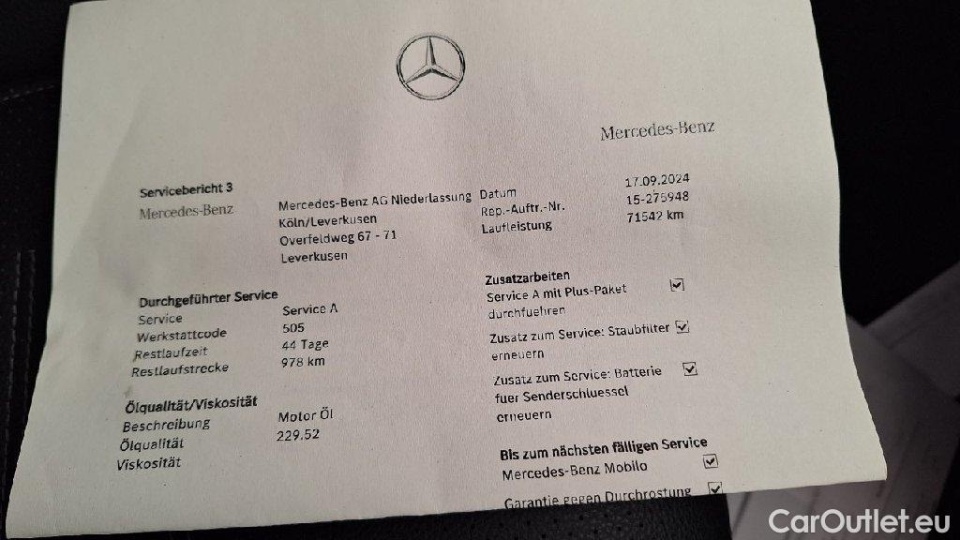 Mercedes-Benz
Servicebericht 3
Mercedes-Benz
Mercedes-Benz AG Niederlassung
Köln/Leverkusen
Overfeldweg 67 - 71
Leverkusen
Datum 17.09.2024
Rep.-Auftr.-Nr. 15-275948
Laufleistung 71542 km
Durchgeführter Service
Service Service A
Werkstattcode 505
Restlaufzeit 44 Tage
Restlaufstrecke 978 km
Ölqualität/Viskosität
Beschreibung Motor Öl
Ölqualität 229.52
Viskosität
Zusatzarbeiten
Service A mit Plus-Paket
durchfuehren
Zusatz zum Service: Staubfilter
erneuern
Zusatz zum Service: Batterie
fuer Senderschluessel
erneuern
Bis zum nächsten fälligen Service
Mercedes-Benz Mobilo
Garantie gegen Durchrostung
CarOutlet.eu